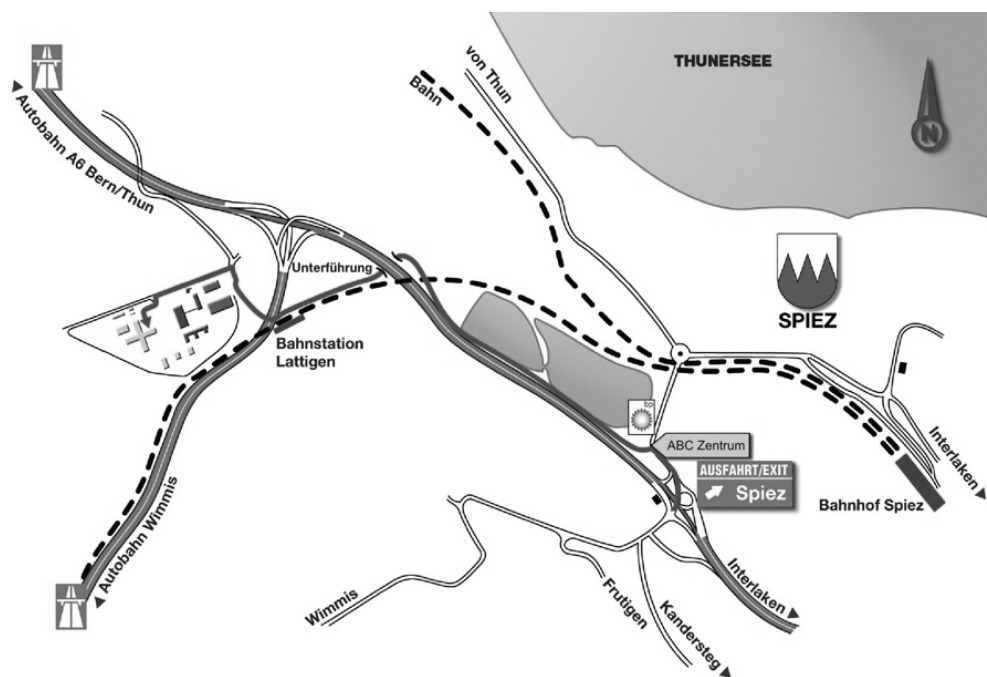 THUNERSEE
N
von Thun
Bahn
Autobahn A6 Bern/Thun
Unterführung
SPIEZ
Bahnstation
Lattigen
bp
ABC Zentrum
AUSFAHRT/EXIT
Spiez
Interlaken
Bahnhof Spiez
Autobahn Wimmis
Wimmis
Frutigen
Kandersteg
Interlaken